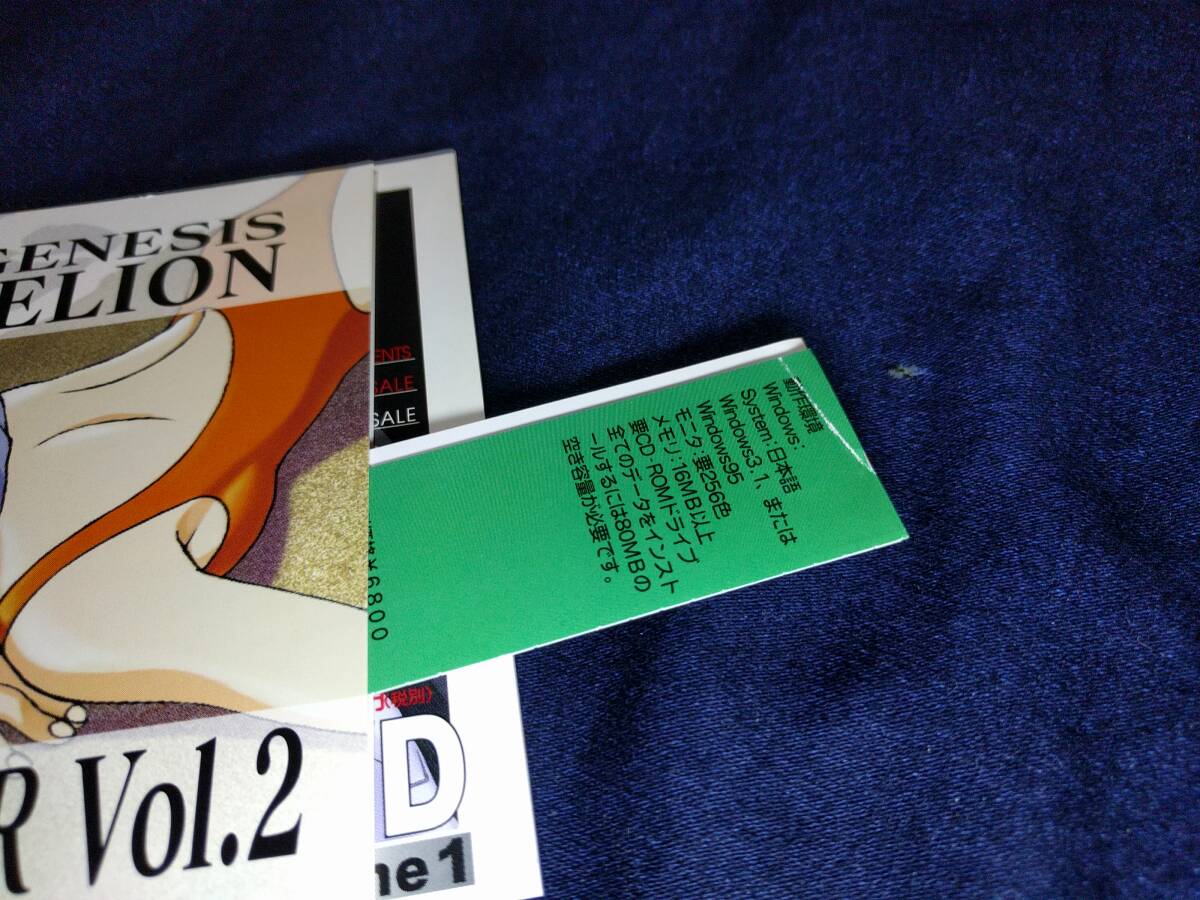 GENESIS
ELION
R Vol.2
ENTS
SALE
SALE
動作環境
Windows:
System:日本語
Windows3.1、または
Windows95
モニタ:要256色
メモリ:16MB以上
要CD-ROMドライブ
全てのデータをインスト
ールするには80MBの
空き容量が必要です。
¥6800
(税別)
D
me 1